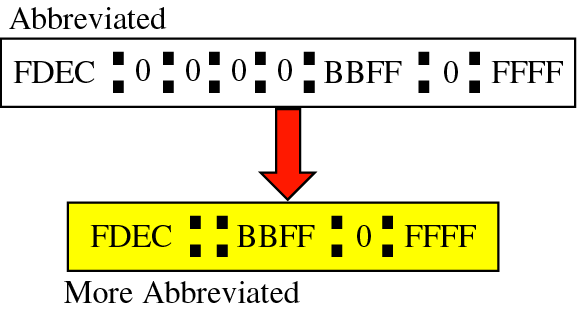 Abbreviated
FDEC : 0 : 0 : 0 : 0 : BBFF : 0 : FFFF
FDEC : : BBFF : 0 : FFFF
More Abbreviated